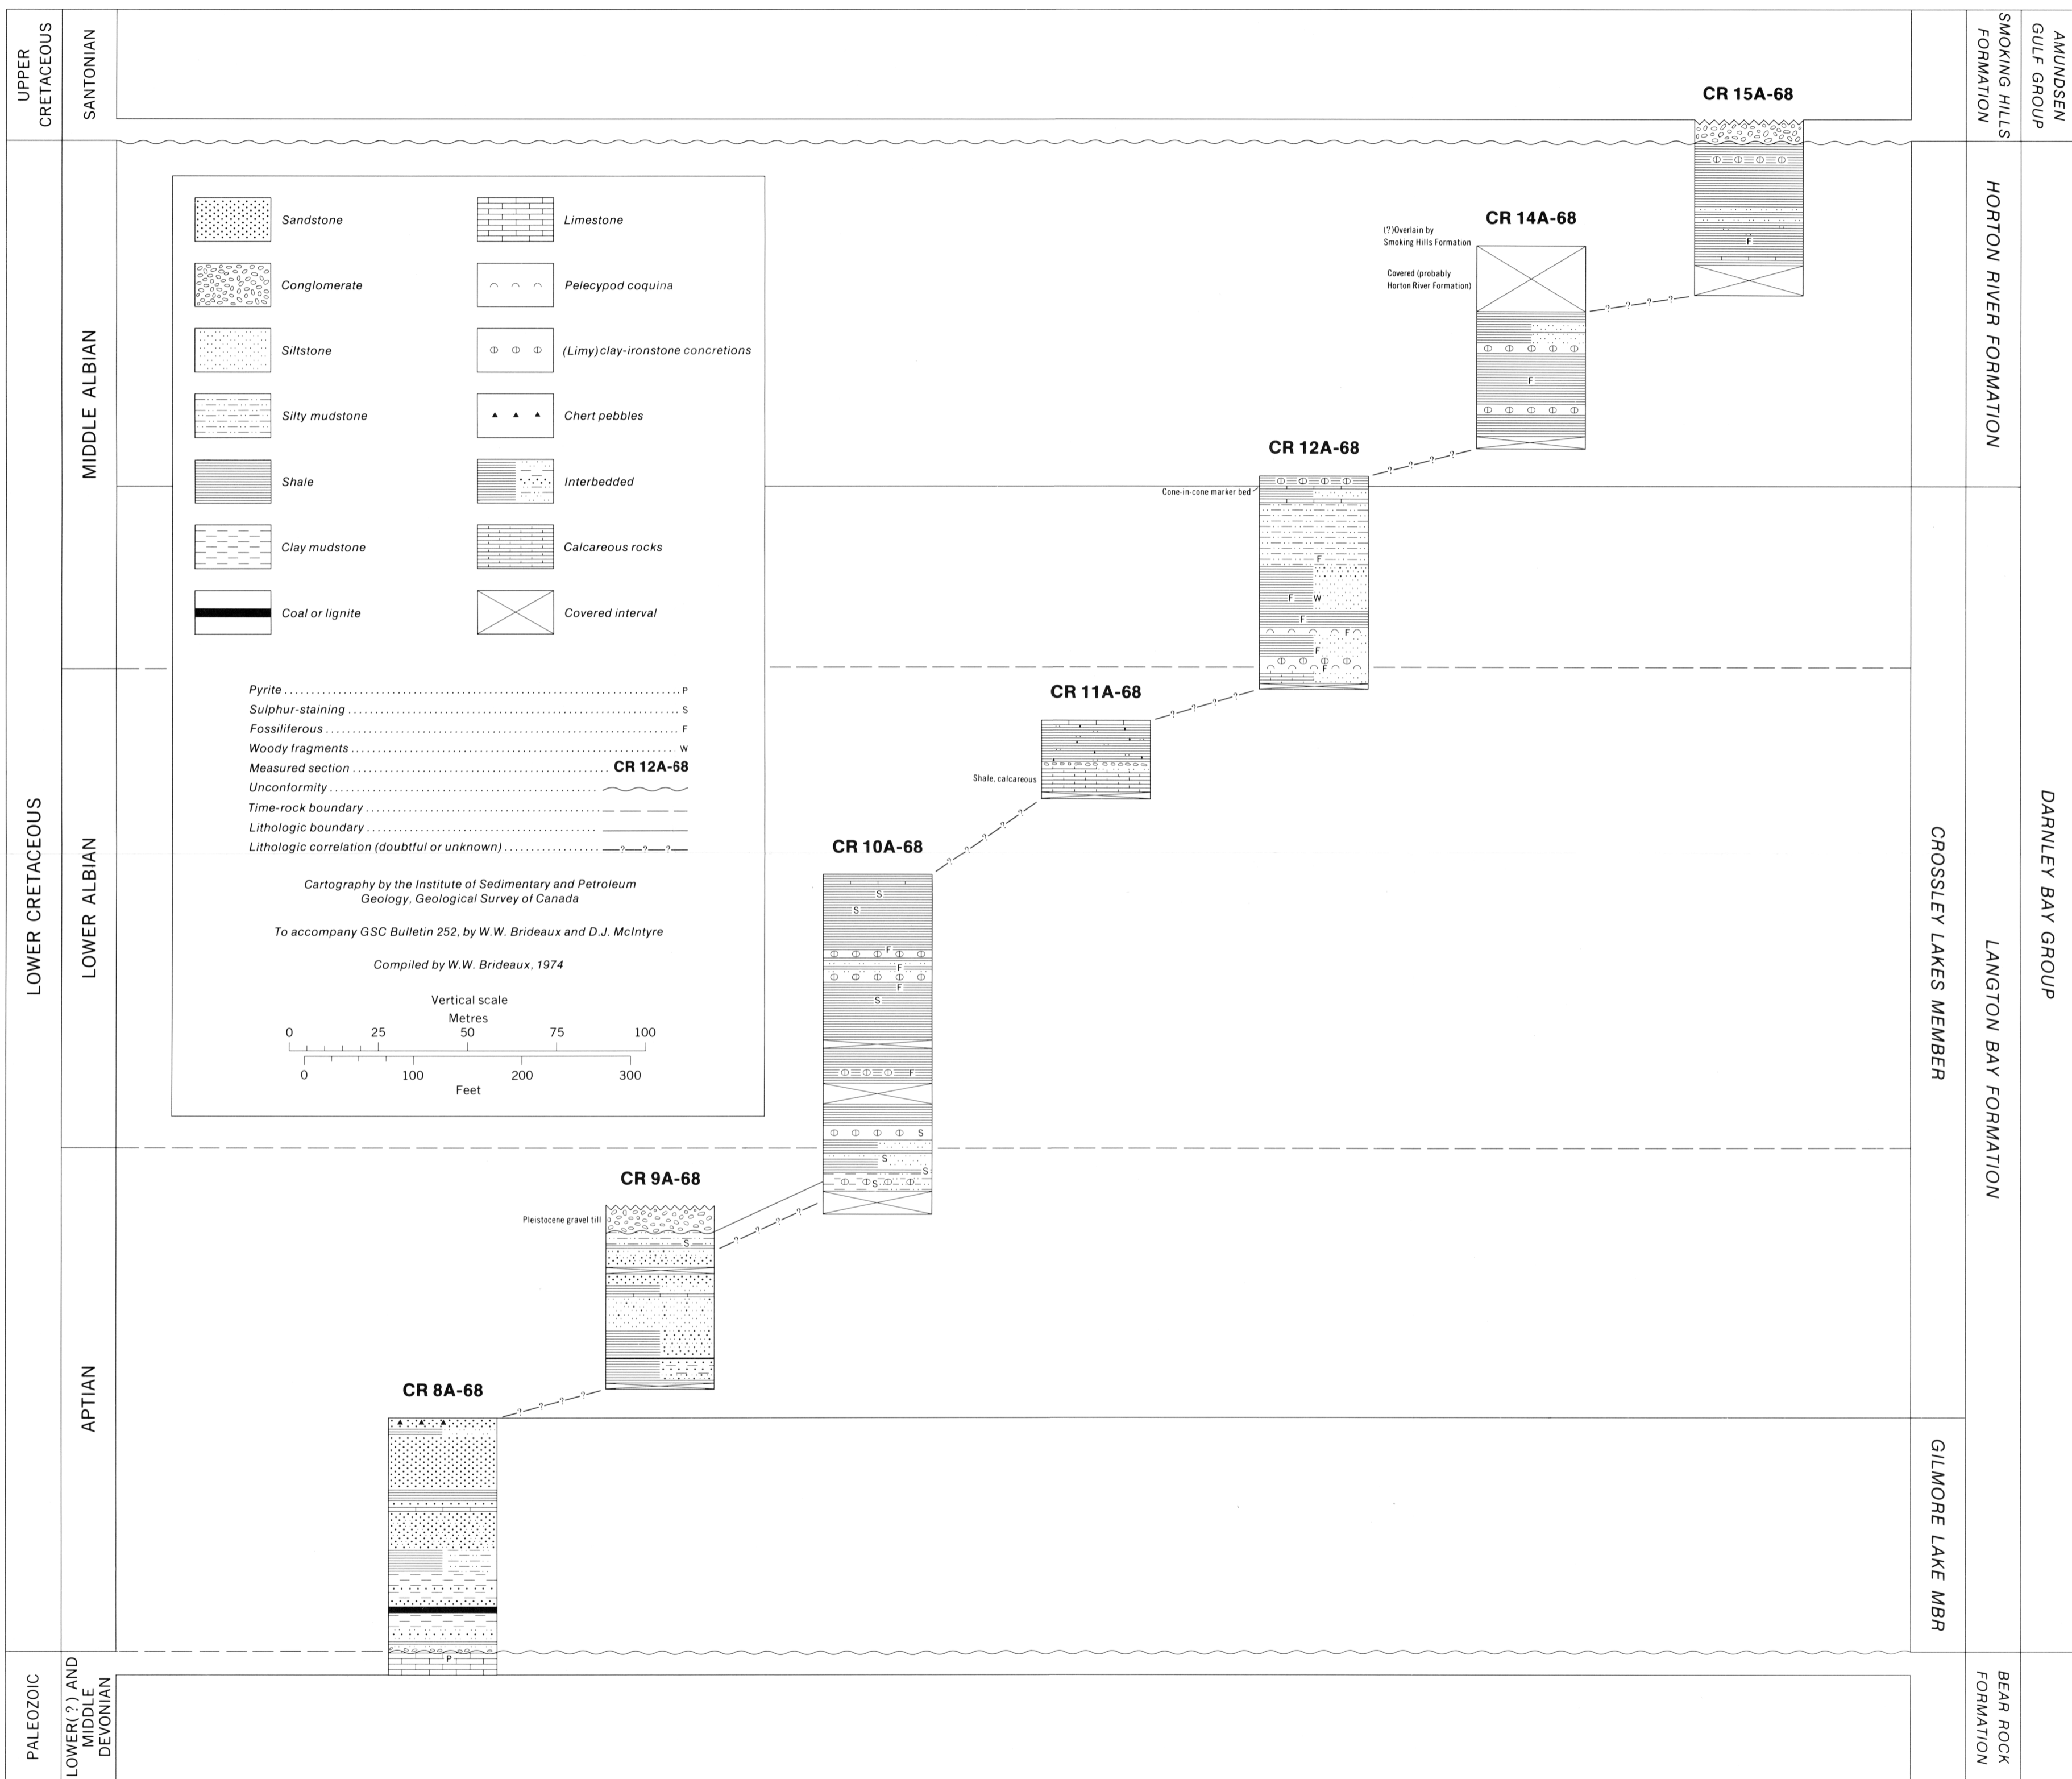 UPPER
CRETACEOUS
SANTONIAN
SMOKING HILLS
FORMATION
AMUNDSEN
GULF GROUP
LOWER CRETACEOUS
MIDDLE ALBIAN
LOWER ALBIAN
APTIAN
PALEOZOIC
LOWER(?) AND
MIDDLE
DEVONIAN
Sandstone
Limestone
Conglomerate
Pelecypod coquina
Siltstone
(Limy) clay-ironstone concretions
Silty mudstone
Chert pebbles
Shale
Interbedded
Clay mudstone
Calcareous rocks
Coal or lignite
Covered interval
Pyrite P
Sulphur-staining S
Fossiliferous F
Woody fragments W
Measured section CR 12A-68
Unconformity
Time-rock boundary
Lithologic boundary
Lithologic correlation (doubtful or unknown) ? ? ?
Cartography by the Institute of Sedimentary and Petroleum
Geology, Geological Survey of Canada
To accompany GSC Bulletin 252, by W.W. Brideaux and D.J. McIntyre
Compiled by W.W. Brideaux, 1974
Vertical scale
Metres
0 25 50 75 100
0 100 200 300
Feet
CR 15A-68
F
? ? ? ?
CR 14A-68
(?)Overlain by
Smoking Hills Formation
Covered (probably
Horton River Formation)
F
? ? ? ?
CR 12A-68
Cone-in-cone marker bed
F
F W
F
F
F
F
? ? ? ?
CR 11A-68
Shale, calcareous
? ? ? ?
CR 10A-68
S
S
F
F
F
S
F
S
S
S
S
? ? ? ?
CR 9A-68
Pleistocene gravel till
S
? ? ? ?
CR 8A-68
P
HORTON RIVER FORMATION
CROSSLEY LAKES MEMBER
GILMORE LAKE MBR
LANGTON BAY FORMATION
DARNLEY BAY GROUP
BEAR ROCK
FORMATION